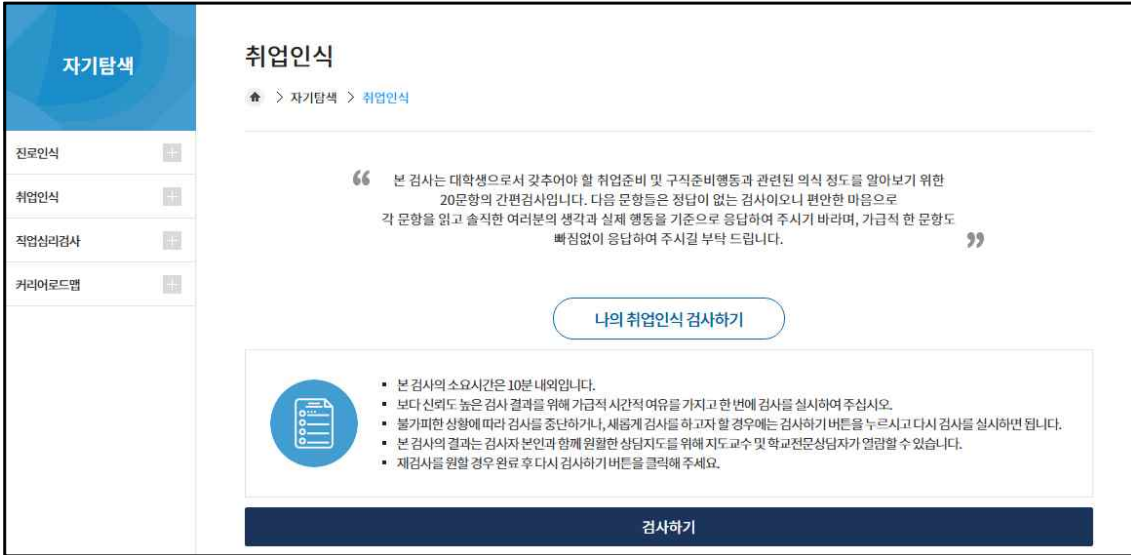 자기탐색
진로인식
취업인식
직업심리검사
커리어로드맵
취업인식
> 자기탐색 > 취업인식
“ 본 검사는 대학생으로서 갖추어야 할 취업준비 및 구직준비행동과 관련된 의식 정도를 알아보기 위한
20문항의 간편검사입니다. 다음 문항들은 정답이 없는 검사이오니 편안한 마음으로
각 문항을 읽고 솔직한 여러분의 생각과 실제 행동을 기준으로 응답하여 주시기 바라며, 가급적 한 문항도
빠짐없이 응답하여 주시길 부탁 드립니다. ”
나의 취업인식 검사하기
▪ 본 검사의 소요시간은 10분 내외입니다.
▪ 보다 신뢰도 높은 검사 결과를 위해 가급적 시간적 여유를 가지고 한 번에 검사를 실시하여 주십시오.
▪ 불가피한 상황에 따라 검사를 중단하거나, 새롭게 검사를 하고자 할 경우에는 검사하기 버튼을 누르시고 다시 검사를 실시하면 됩니다.
▪ 본 검사의 결과는 검사자 본인과 함께 원활한 상담지도를 위해 지도교수 및 학교전문상담자가 열람할 수 있습니다.
▪ 재검사를 원할 경우 완료 후 다시 검사하기 버튼을 클릭해 주세요.
검사하기